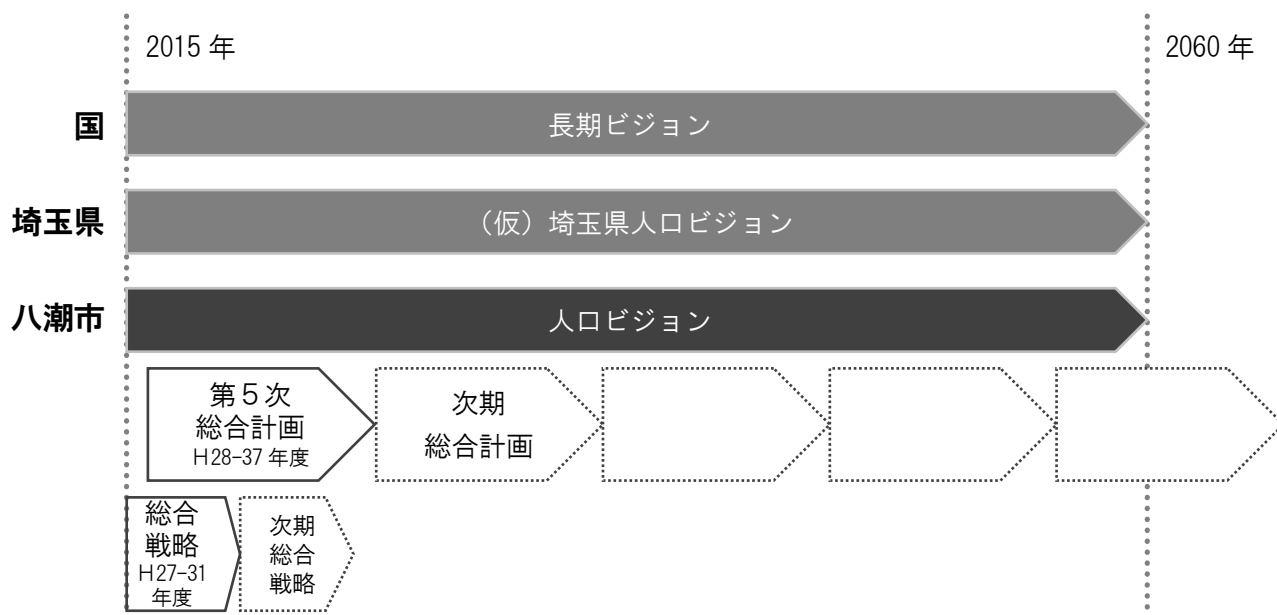 2015 年
2060 年
国
長期ビジョン
埼玉県
（仮）埼玉県人口ビジョン
八潮市
人口ビジョン
第５次
総合計画
H28-37 年度
次期
総合計画
総合
戦略
H27-31
年度
次期
総合
戦略